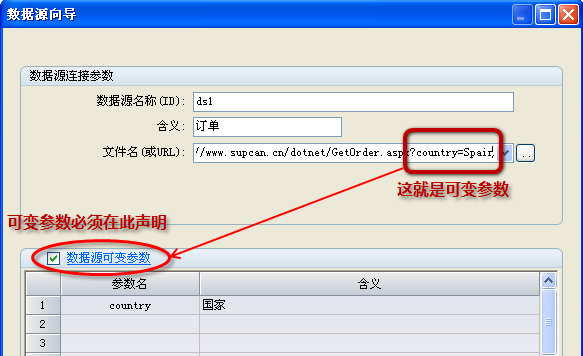 数据源向导
数据源连接参数
数据源名称(ID): ds1
含义: 订单
文件名(或URL): //www.supcan.cn/dotnet/GetOrder.aspx?country=Spain ..
这就是可变参数
可变参数必须在此声明
数据源可变参数
参数名 含义
1 country 国家
2
3